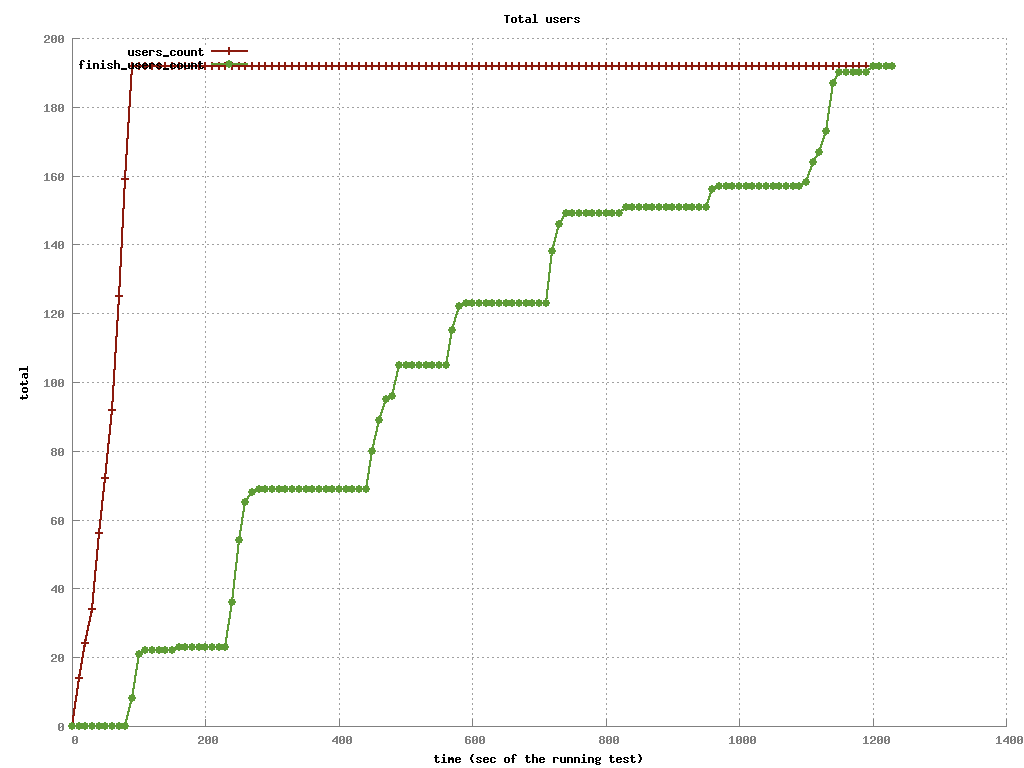 Total users
users_count
finish_users_count
200
180
160
140
120
100
80
60
40
20
0
total
0 200 400 600 800 1000 1200 1400
time (sec of the running test)